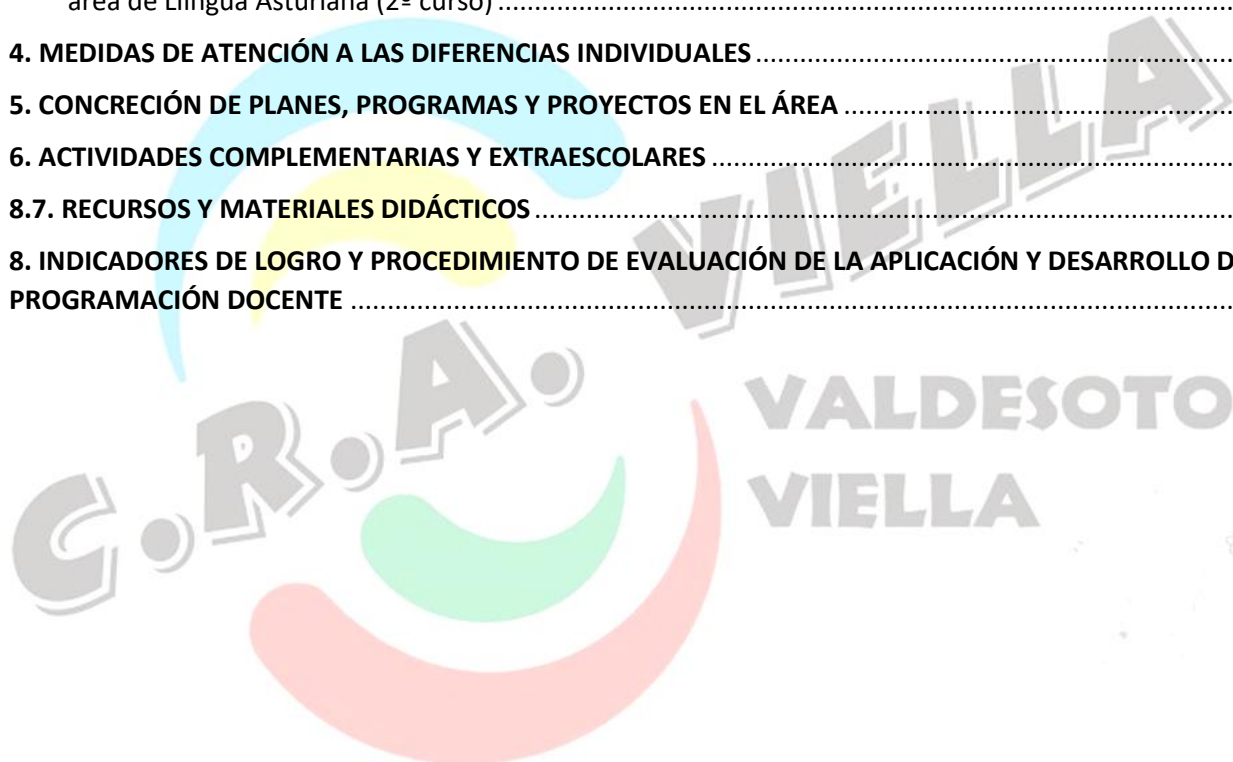 área de Llingua Asturiana (2º curso)
4. MEDIDAS DE ATENCIÓN A LAS DIFERENCIAS INDIVIDUALES
5. CONCRECIÓN DE PLANES, PROGRAMAS Y PROYECTOS EN EL ÁREA
6. ACTIVIDADES COMPLEMENTARIAS Y EXTRAESCOLARES
8.7. RECURSOS Y MATERIALES DIDÁCTICOS
8. INDICADORES DE LOGRO Y PROCEDIMIENTO DE EVALUACIÓN DE LA APLICACIÓN Y DESARROLLO D
PROGRAMACIÓN DOCENTE
C.R.A. VIELLA
VALDESOTO
VIELLA